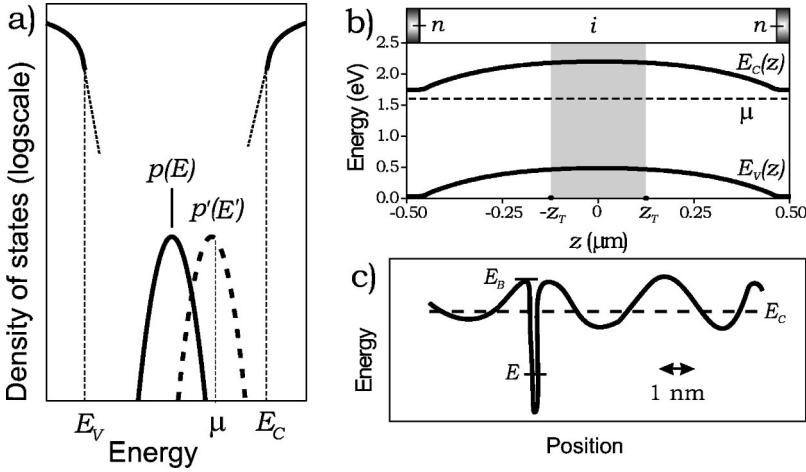 a)
Density of states (logscale)
p(E)
p'(E')
E_V
μ
E_C
Energy
b)
n
i
n
2.5
2.0
1.5
1.0
0.5
0.0
Energy (eV)
E_C(z)
μ
E_V(z)
-0.50
-0.25
-z_T
0
z_T
0.25
0.50
z (μm)
c)
Energy
E_B
E_C
E
1 nm
Position